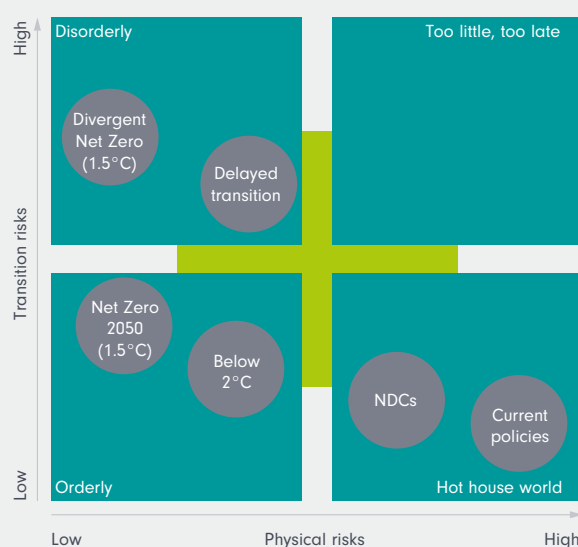 High
Disorderly
Too little, too late
Divergent
Net Zero
(1.5°C)
Delayed
transition
Transition risks
Net Zero
2050
(1.5°C)
Below
2°C
NDCs
Current
policies
Low
Orderly
Hot house world
Low
Physical risks
High